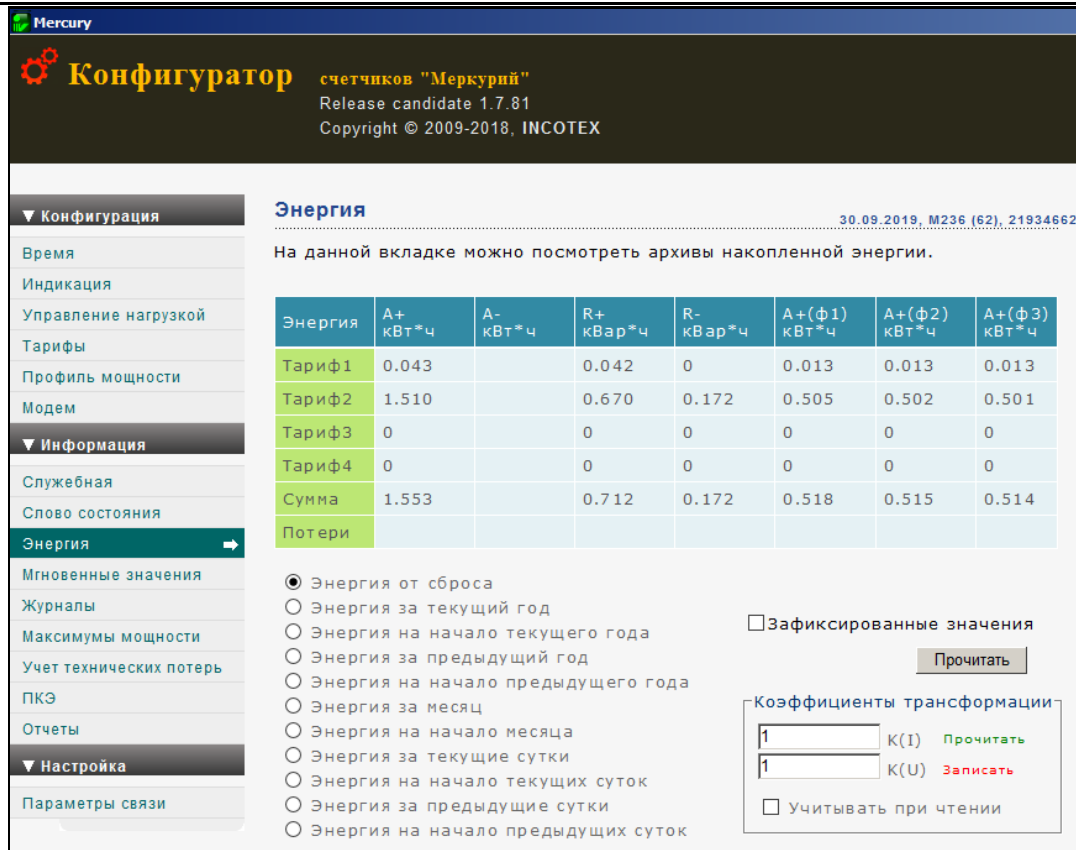 Mercury
Конфигуратор
счетчиков "Меркурий"
Release candidate 1.7.81
Copyright © 2009-2018, INCOTEX
▼ Конфигурация
Время
Индикация
Управление нагрузкой
Тарифы
Профиль мощности
Модем
▼ Информация
Служебная
Слово состояния
Энергия
Мгновенные значения
Журналы
Максимумы мощности
Учет технических потерь
ПКЭ
Отчеты
▼ Настройка
Параметры связи
Энергия
30.09.2019, M236 (62), 21934662
На данной вкладке можно посмотреть архивы накопленной энергии.
Энергия A+ кВт*ч A- кВт*ч R+ кВар*ч R- кВар*ч A+(ф1) кВт*ч A+(ф2) кВт*ч A+(ф3) кВт*ч
Тариф1 0.043 0.042 0 0.013 0.013 0.013
Тариф2 1.510 0.670 0.172 0.505 0.502 0.501
Тариф3 0 0 0 0 0 0
Тариф4 0 0 0 0 0 0
Сумма 1.553 0.712 0.172 0.518 0.515 0.514
Потери
Энергия от сброса
Энергия за текущий год
Энергия на начало текущего года
Энергия за предыдущий год
Энергия на начало предыдущего года
Энергия за месяц
Энергия на начало месяца
Энергия за текущие сутки
Энергия на начало текущих суток
Энергия за предыдущие сутки
Энергия на начало предыдущих суток
Зафиксированные значения
Прочитать
Коэффициенты трансформации
1 K(I) Прочитать
1 K(U) Записать
Учитывать при чтении